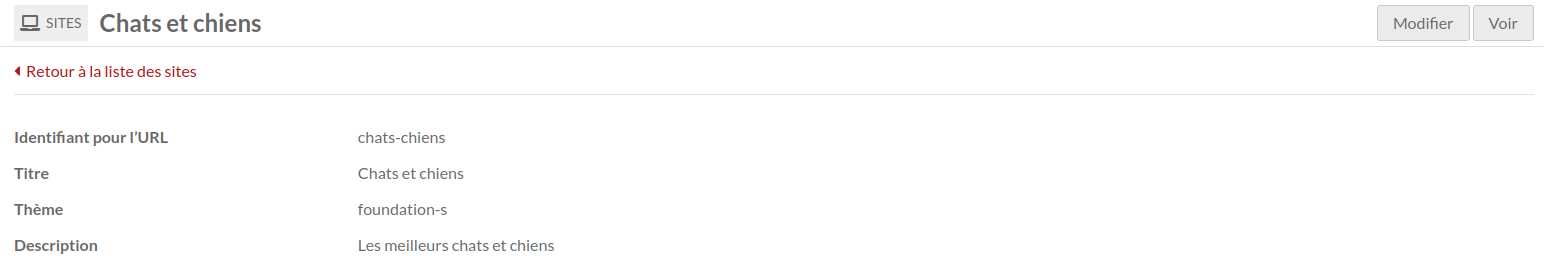 SITES Chats et chiens Modifier Voir
Retour à la liste des sites
Identifiant pour l’URL chats-chiens
Titre Chats et chiens
Thème foundation-s
Description Les meilleurs chats et chiens